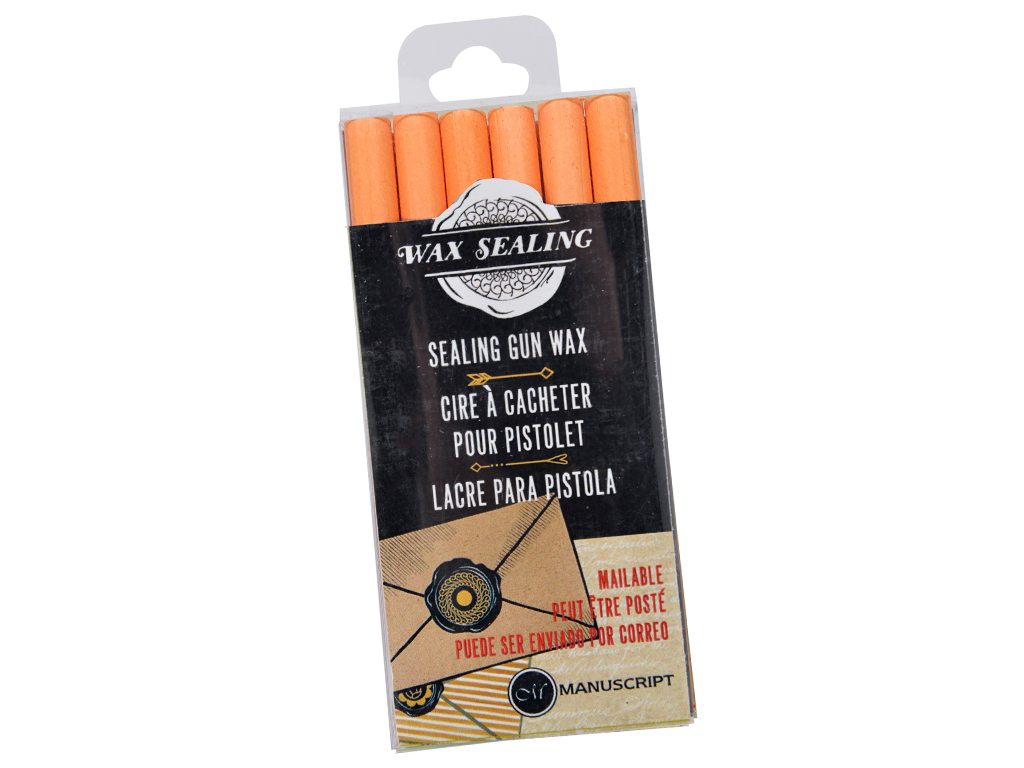 WAX SEALING
SEALING GUN WAX
CIRE À CACHETER
POUR PISTOLET
LACRE PARA PISTOLA
MAILABLE
PEUT ÊTRE POSTÉ
PUEDE SER ENVIADO POR CORREO
M MANUSCRIPT